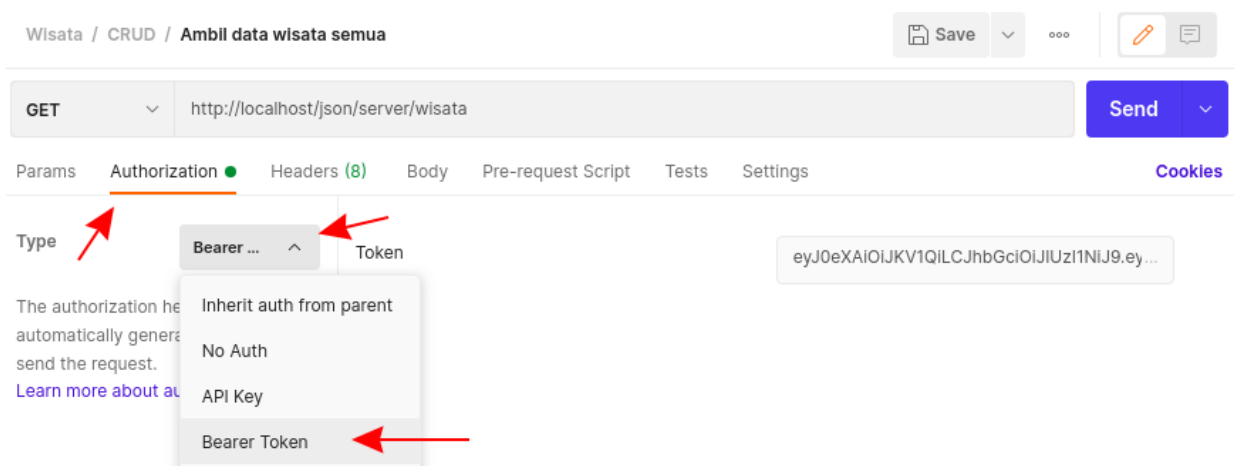 Wisata / CRUD / Ambil data wisata semua
Save
GET
http://localhost/json/server/wisata
Send
Params
Authorization
Headers (8)
Body
Pre-request Script
Tests
Settings
Cookies
Type
Bearer ...
Token
eyJ0eXAiOiJKV1QiLCJhbGciOiJIUzI1NiJ9.ey...
Inherit auth from parent
No Auth
API Key
Bearer Token
The authorization he
automatically genera
send the request.
Learn more about au